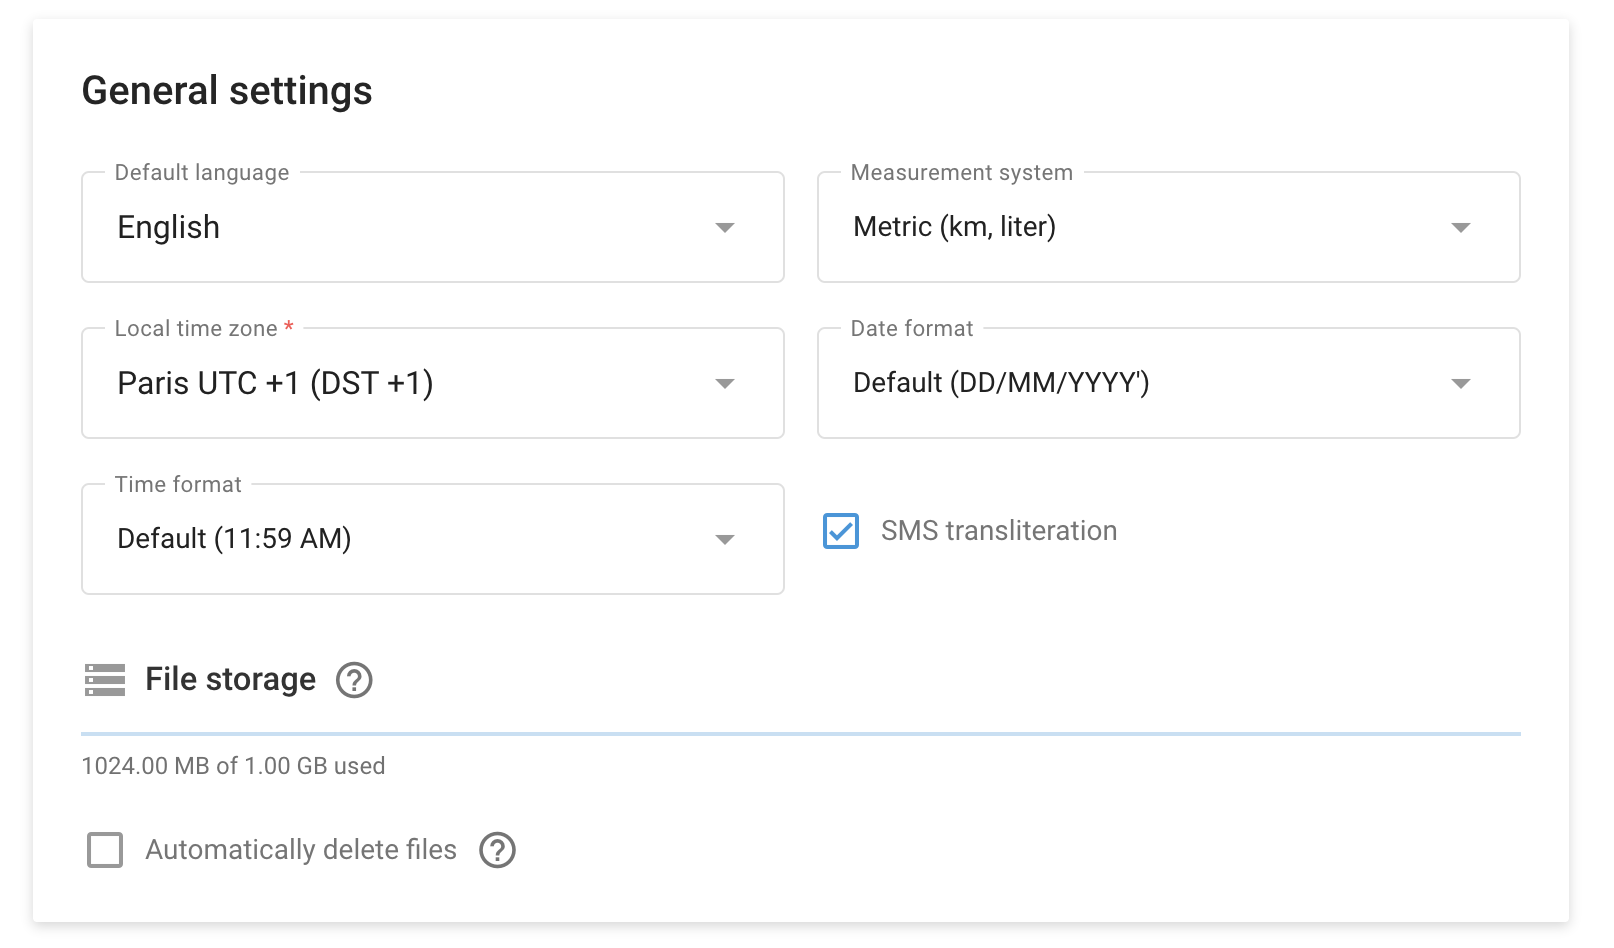 General settings
Default language
English
Measurement system
Metric (km, liter)
Local time zone *
Paris UTC +1 (DST +1)
Date format
Default (DD/MM/YYYY')
Time format
Default (11:59 AM)
SMS transliteration
File storage ?
1024.00 MB of 1.00 GB used
Automatically delete files ?